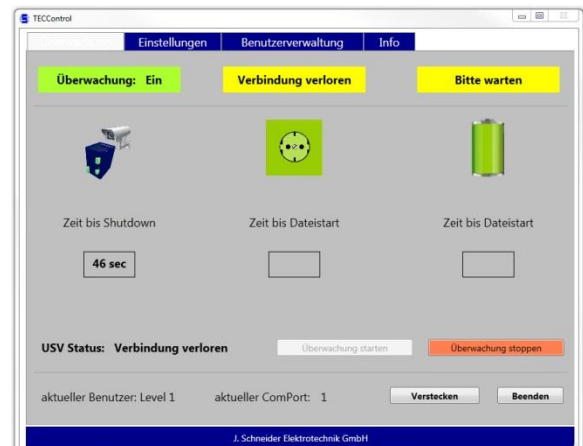 TECControl
Einstellungen Benutzerverwaltung Info
Überwachung: Ein Verbindung verloren Bitte warten
Zeit bis Shutdown Zeit bis Dateistart Zeit bis Dateistart
46 sec
USV Status: Verbindung verloren Überwachung starten Überwachung stoppen
aktueller Benutzer: Level 1 aktueller ComPort: 1 Verstecken Beenden
J. Schneider Elektrotechnik GmbH